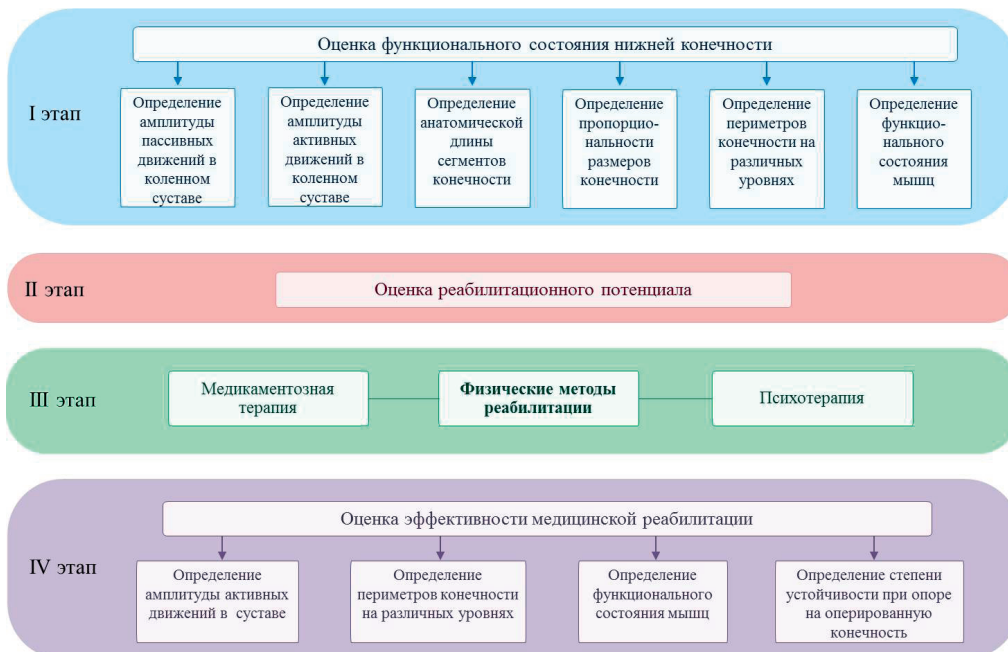 Оценка функционального состояния нижней конечности
I этап
Определение
амплитуды
пассивных
движений в
коленном
суставе
Определение
амплитуды
активных
движений в
коленном
суставе
Определение
анатомической
длины
сегментов
конечности
Определение
пропорцио-
нальности
размеров
конечности
Определение
периметров
конечности на
различных
уровнях
Определение
функцио-
нального
состояния
мышц
II этап
Оценка реабилитационного потенциала
III этап
Медикаментозная
терапия
Физические методы
реабилитации
Психотерапия
Оценка эффективности медицинской реабилитации
IV этап
Определение
амплитуды активных
движений в суставе
Определение
периметров конечности
на различных уровнях
Определение
функционального
состояния мышц
Определение степени
устойчивости при опоре
на оперированную
конечность